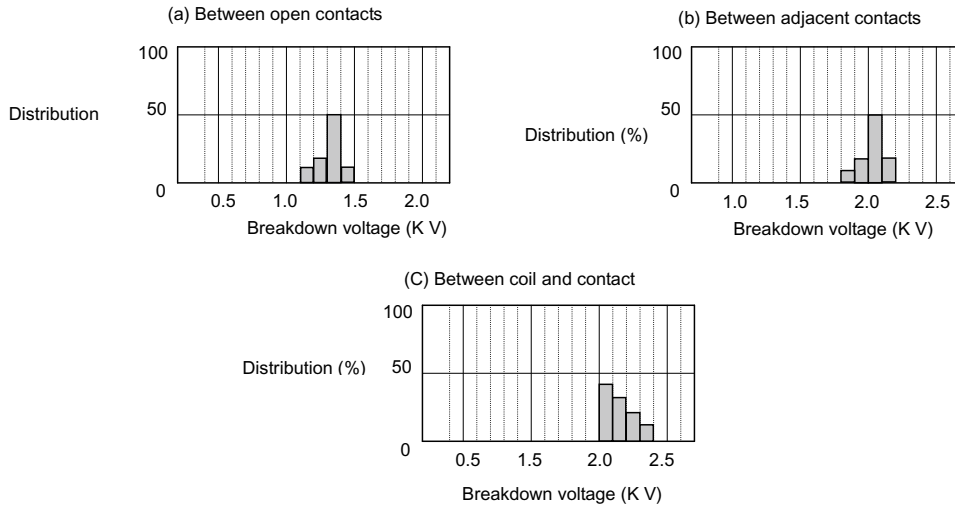 (a) Between open contacts
100
Distribution
50
0
0.5 1.0 1.5 2.0
Breakdown voltage (K V)
(b) Between adjacent contacts
100
50
Distribution (%)
0
1.0 1.5 2.0 2.5
Breakdown voltage (K V)
(C) Between coil and contact
100
Distribution (%)
50
0
0.5 1.5 2.0 2.5
Breakdown voltage (K V)